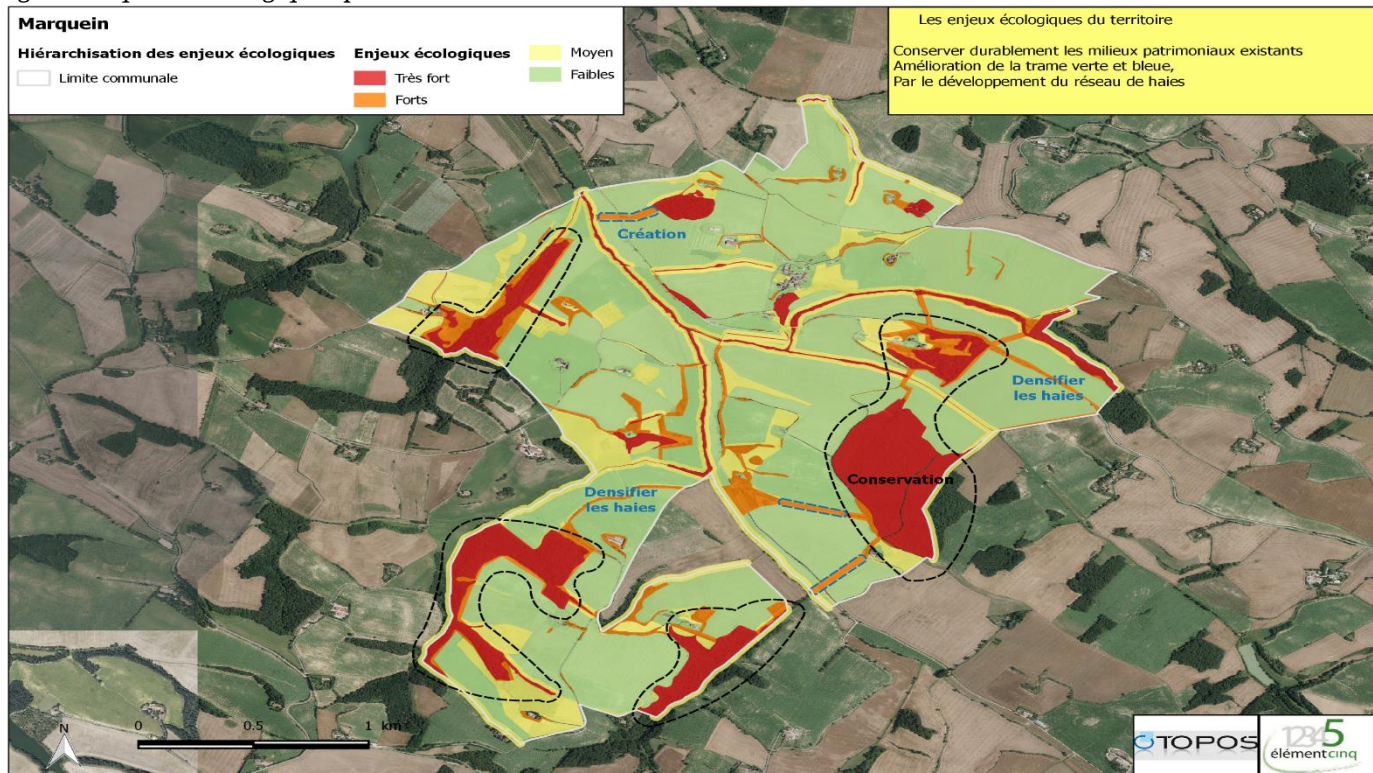 Marquein
Hiérarchisation des enjeux écologiques
Limite communale
Enjeux écologiques
Très fort
Forts
Moyen
Faibles
Les enjeux écologiques du territoire
Conserver durablement les milieux patrimoniaux existants
Amélioration de la trame verte et bleue,
Par le développement du réseau de haies
Création
Densifier
les haies
Conservation
Densifier
les haies
N
0 0.5 1 km
TOPOS
12345
élémentcinq